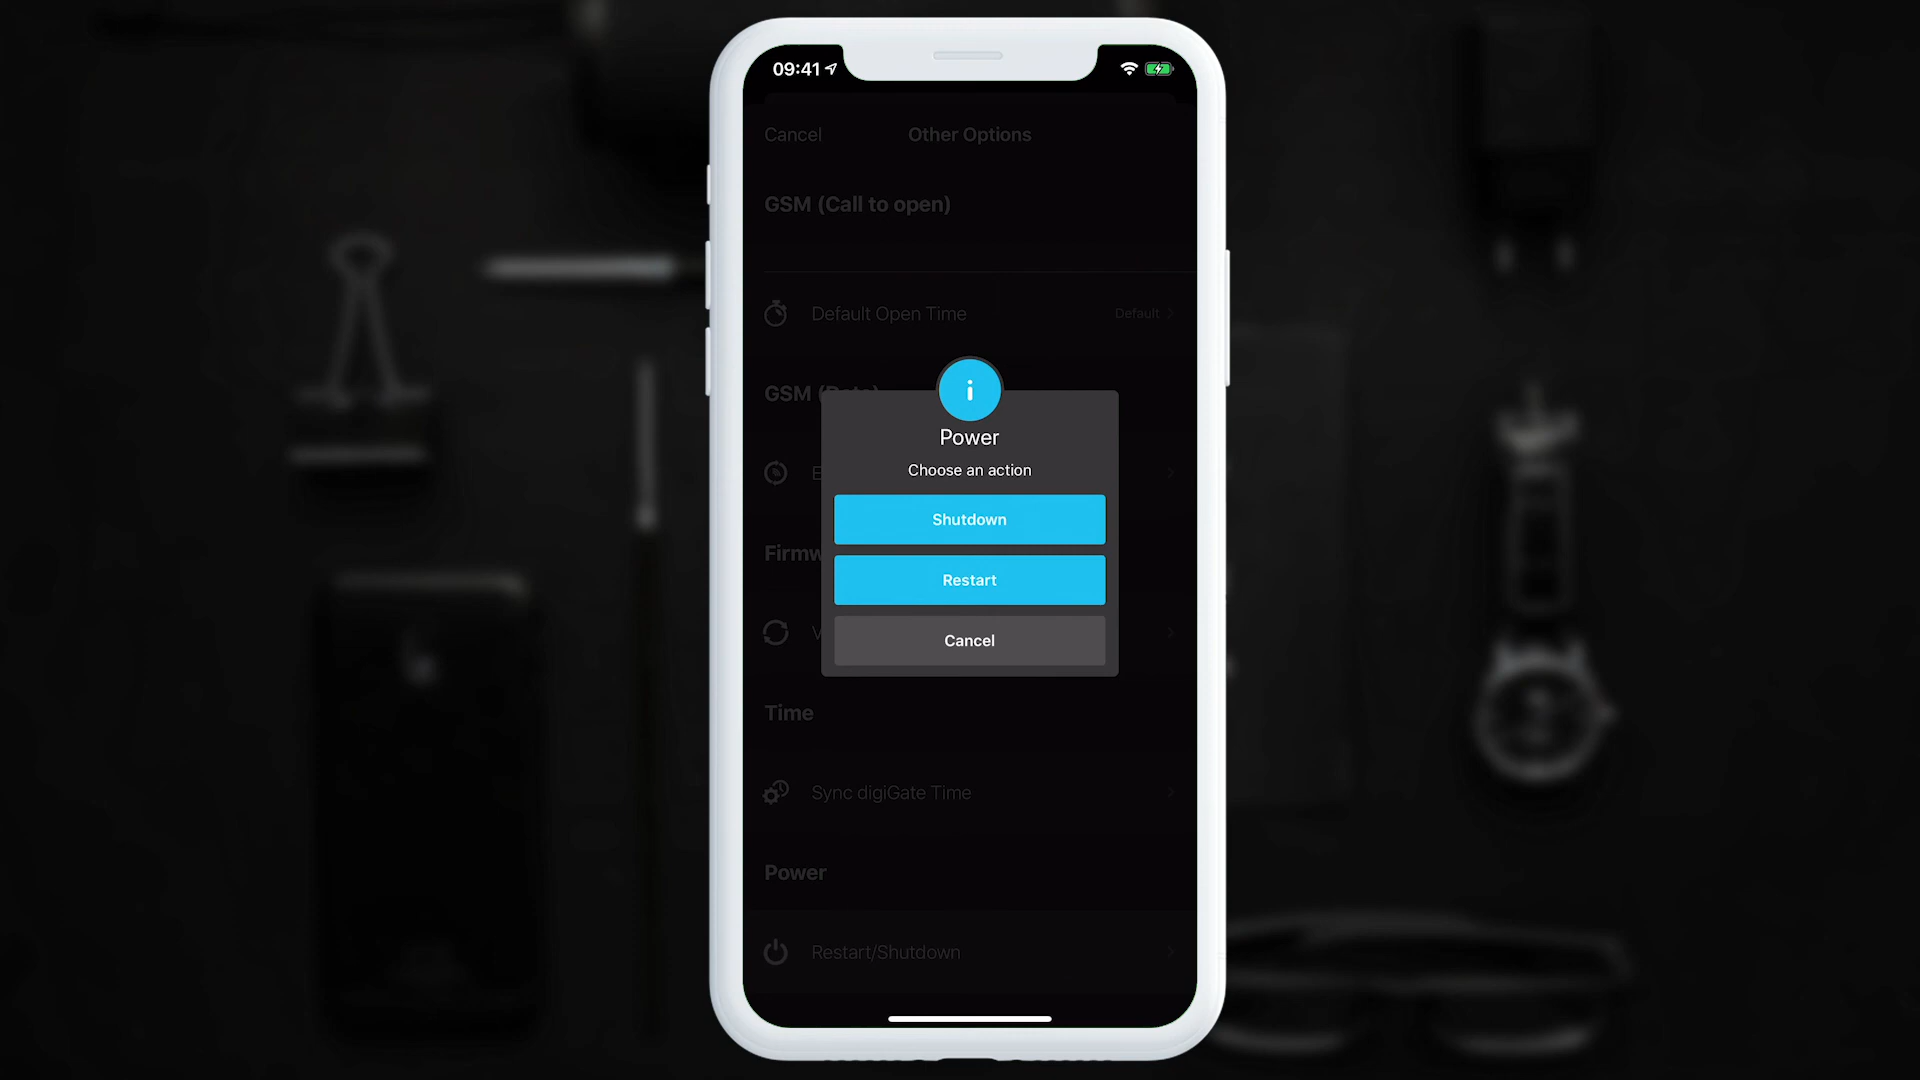 09:41
Cancel
Other Options
GSM (Call to open)
Default Open Time
Default
GSM
i
Power
Choose an action
Shutdown
Restart
Cancel
Time
Sync digiGate Time
Power
Restart/Shutdown